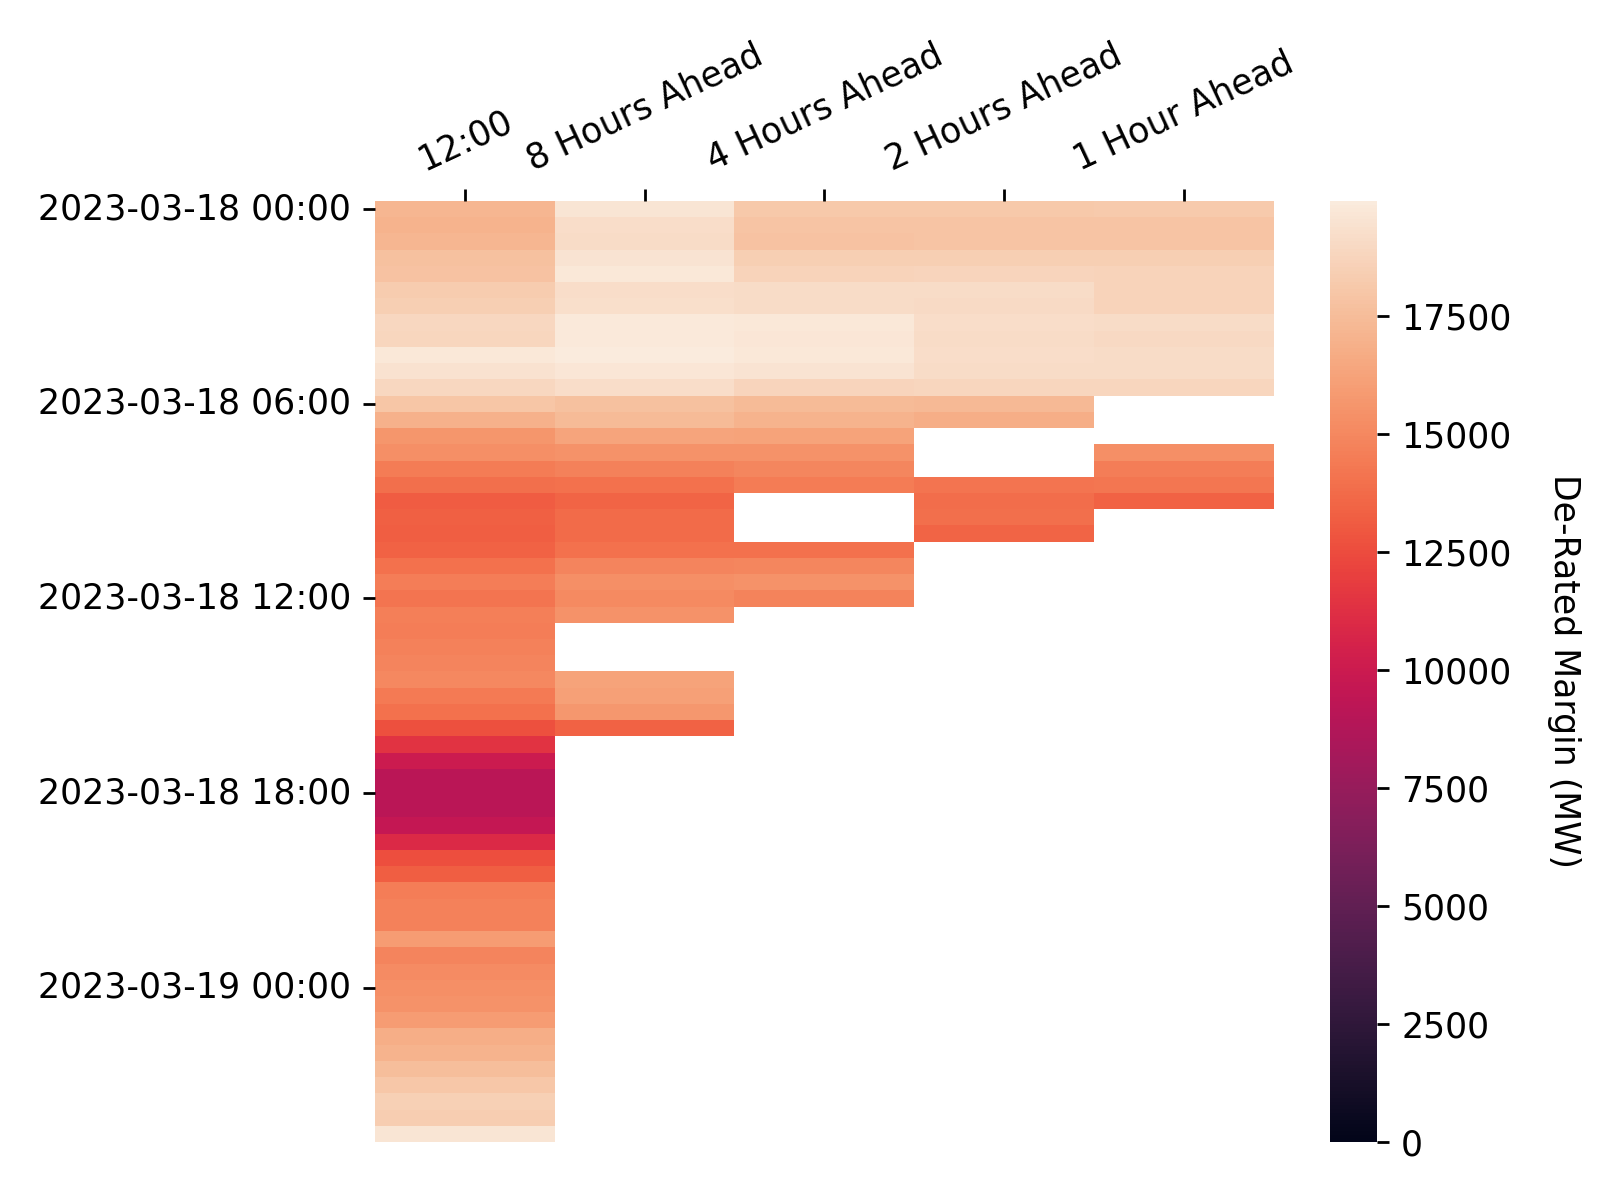 12:00
8 Hours Ahead
4 Hours Ahead
2 Hours Ahead
1 Hour Ahead
2023-03-18 00:00
2023-03-18 06:00
2023-03-18 12:00
2023-03-18 18:00
2023-03-19 00:00
17500
15000
12500
10000
7500
5000
2500
0
De-Rated Margin (MW)